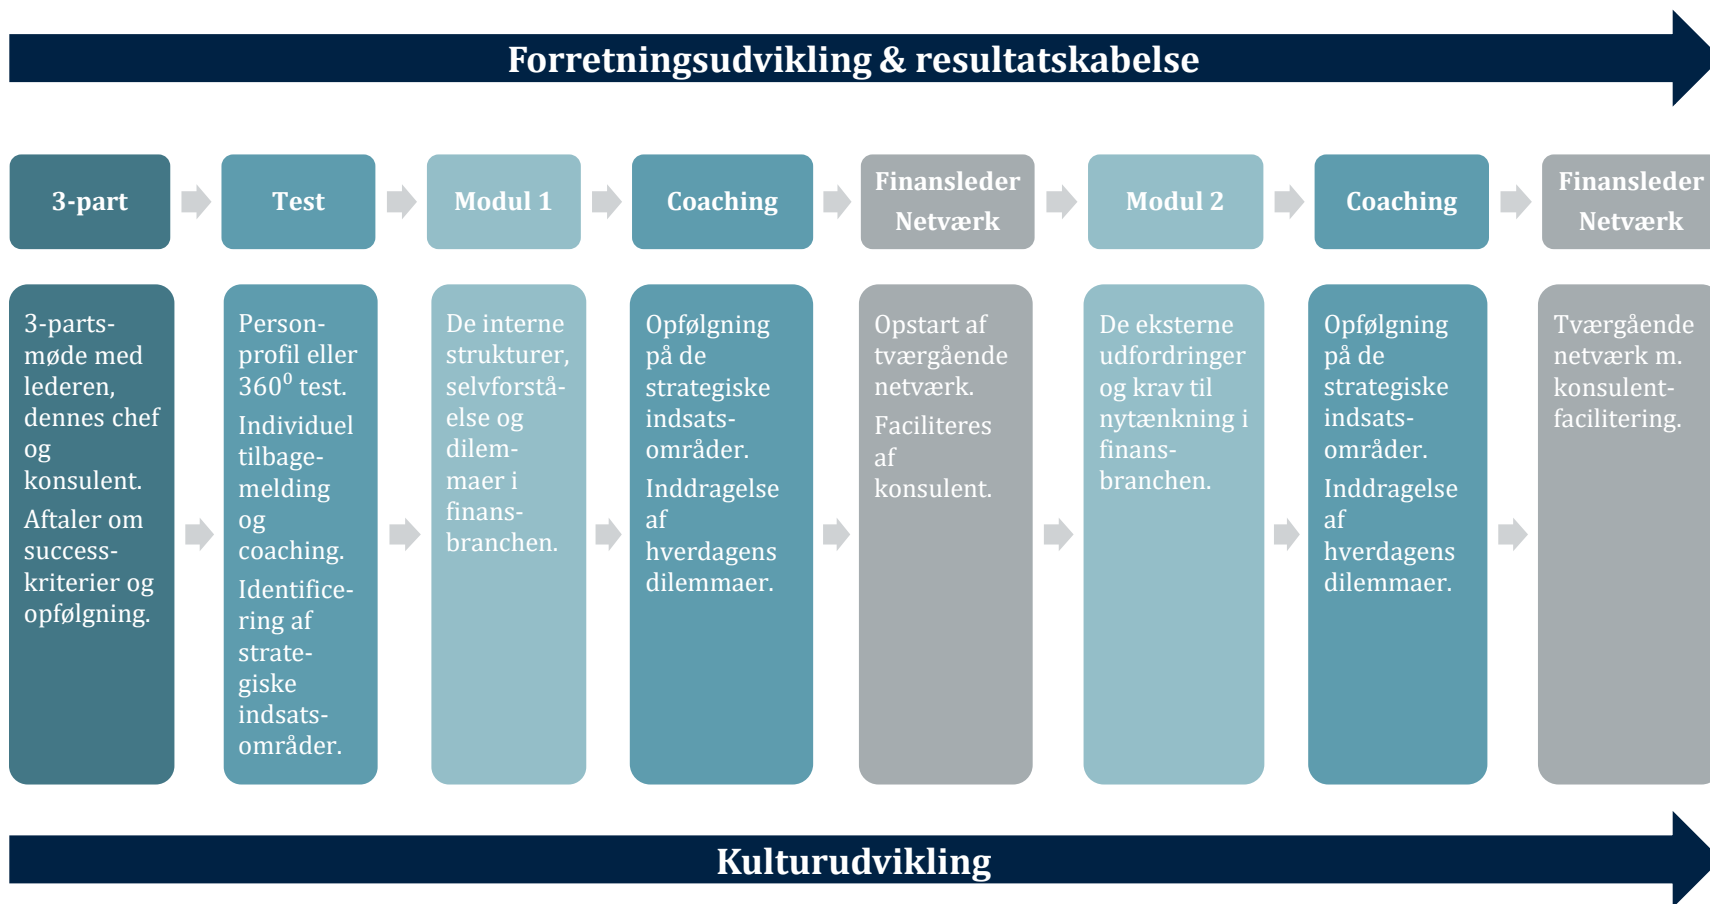 Forretningsudvikling & resultatskabelse
3-part
Test
Modul 1
Coaching
Finansleder
Netværk
Modul 2
Coaching
Finansleder
Netværk
3-parts-
møde med
lederen,
dennes chef
og
konsulent.
Aftaler om
success-
kriterier og
opfølgning.
Person-
profil eller
360⁰ test.
Individuel
tilbage-
melding
og
coaching.
Identifice-
ring af
strate-
giske
indsats-
områder.
De interne
strukturer,
selvforstå-
else og
dilem-
maer i
finans-
branchen.
Opfølgning
på de
strategiske
indsats-
områder.
Inddragelse
af
hverdagens
dilemmaer.
Opstart af
tværgående
netværk.
Faciliteres
af
konsulent.
De eksterne
udfordringer
og krav til
nytænkning i
finans-
branchen.
Opfølgning
på de
strategiske
indsats-
områder.
Inddragelse
af
hverdagens
dilemmaer.
Tværgående
netværk m.
konsulent-
facilitering.
Kulturudvikling